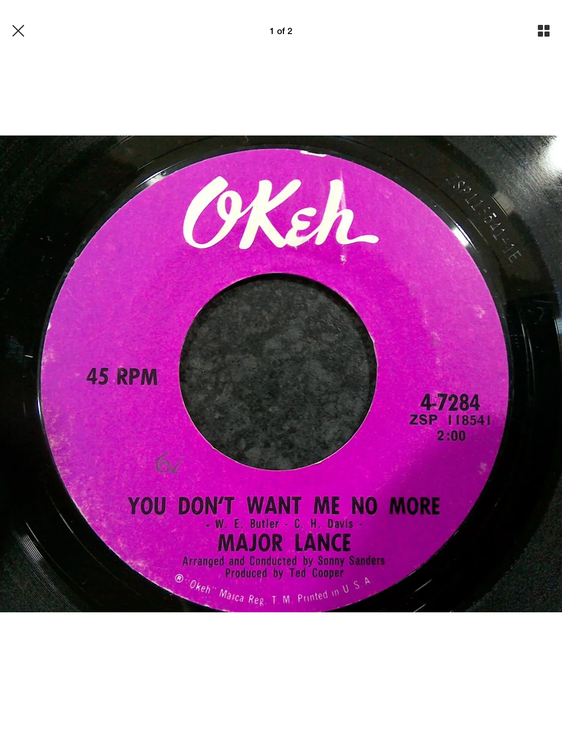 1 of 2
OKeh
45 RPM
4-7284
ZSP 118541
2:00
YOU DON'T WANT ME NO MORE
- W. E. Butler - C. H. Davis -
MAJOR LANCE
Arranged and Conducted by Sonny Sanders
Produced by Ted Cooper
® "Okeh" Marca Reg. T. M. Printed in U S A